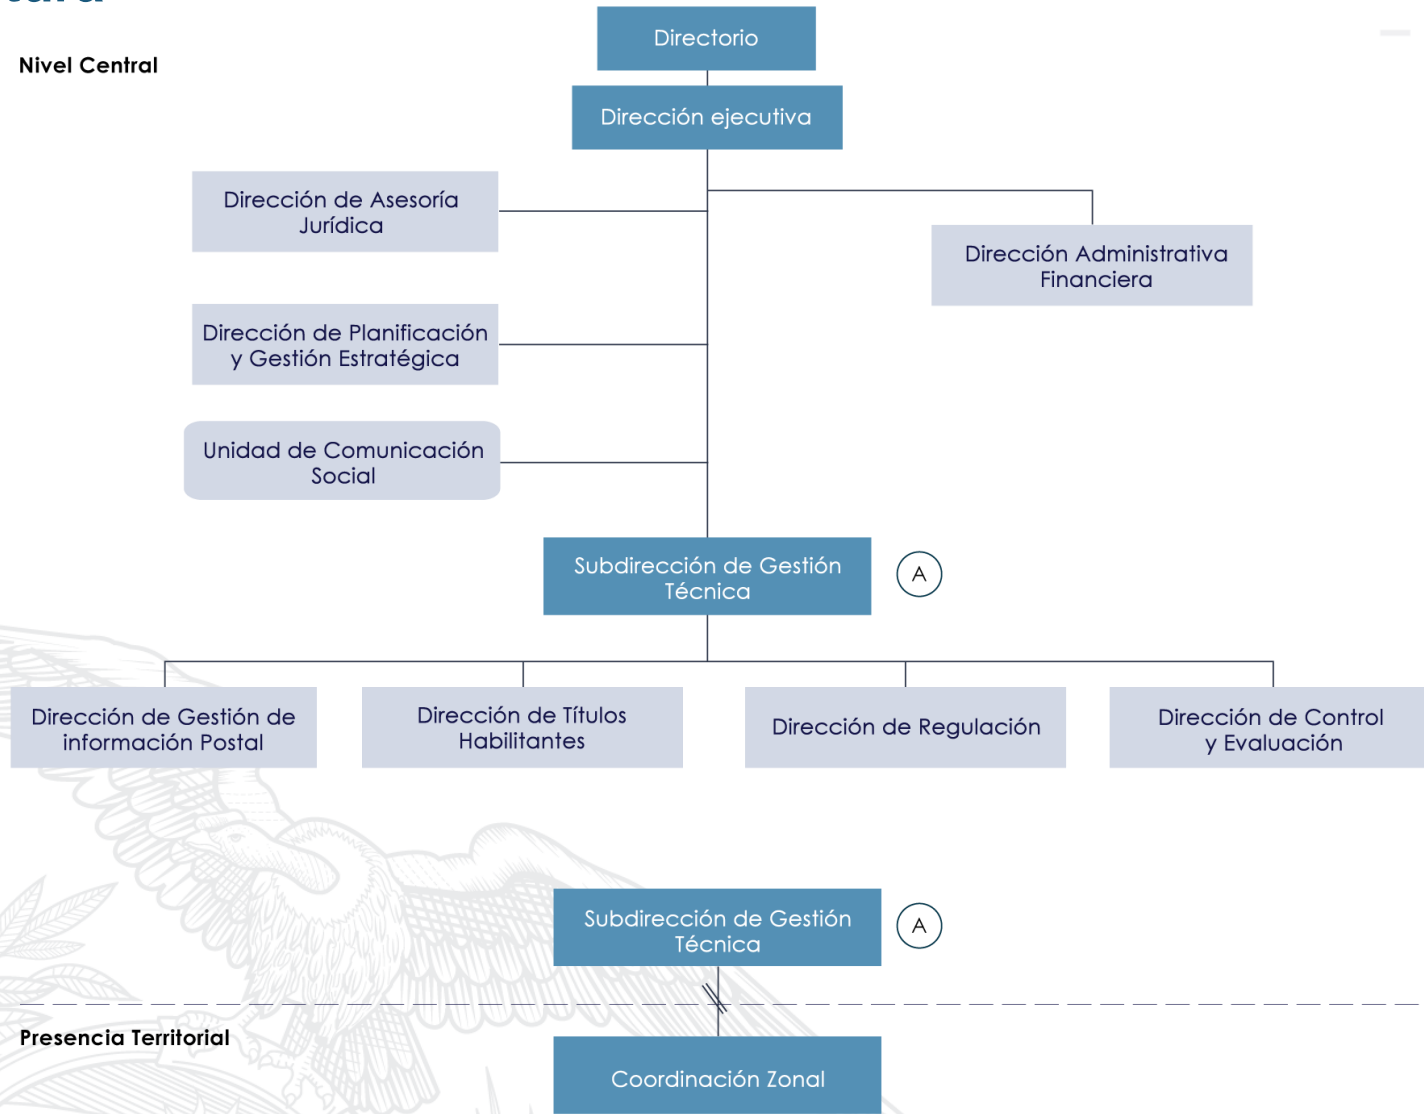 Directorio
Nivel Central
Dirección ejecutiva
Dirección de Asesoría
Jurídica
Dirección Administrativa
Financiera
Dirección de Planificación
y Gestión Estratégica
Unidad de Comunicación
Social
Subdirección de Gestión
Técnica
A
Dirección de Gestión de
información Postal
Dirección de Títulos
Habilitantes
Dirección de Regulación
Dirección de Control
y Evaluación
Subdirección de Gestión
Técnica
A
Presencia Territorial
Coordinación Zonal